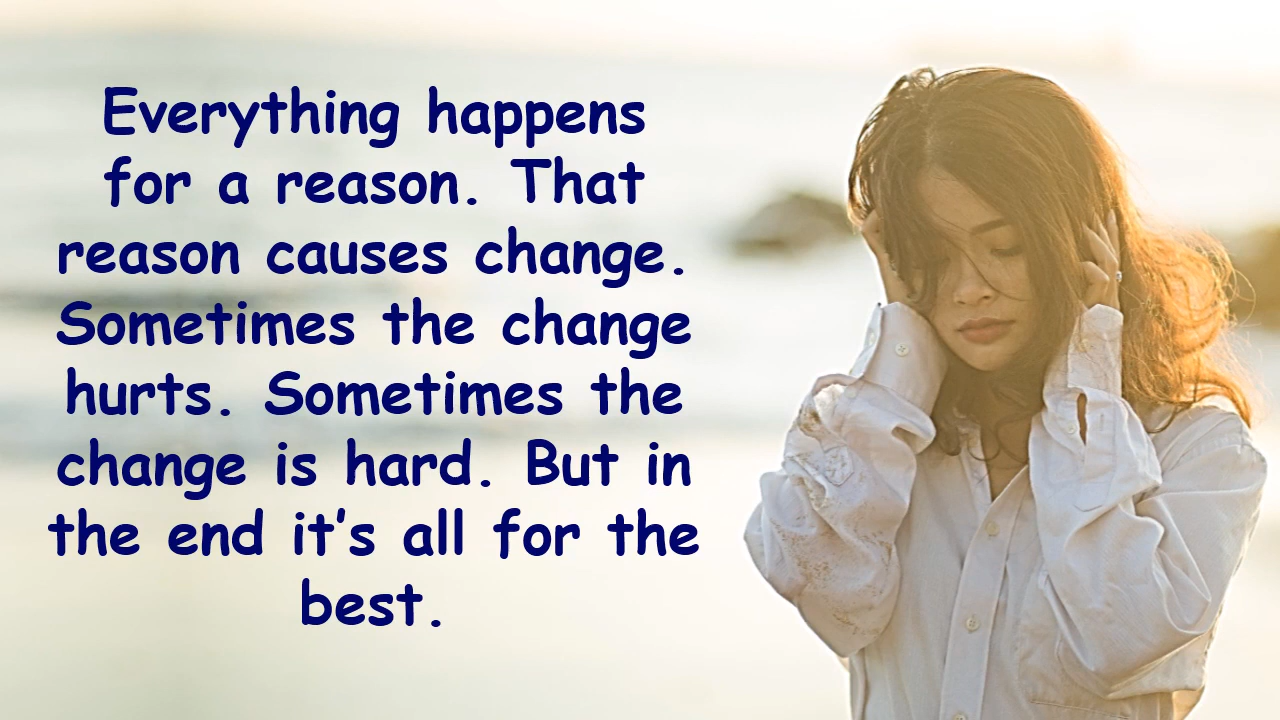 Everything happens
for a reason. That
reason causes change.
Sometimes the change
hurts. Sometimes the
change is hard. But in
the end it's all for the
best.